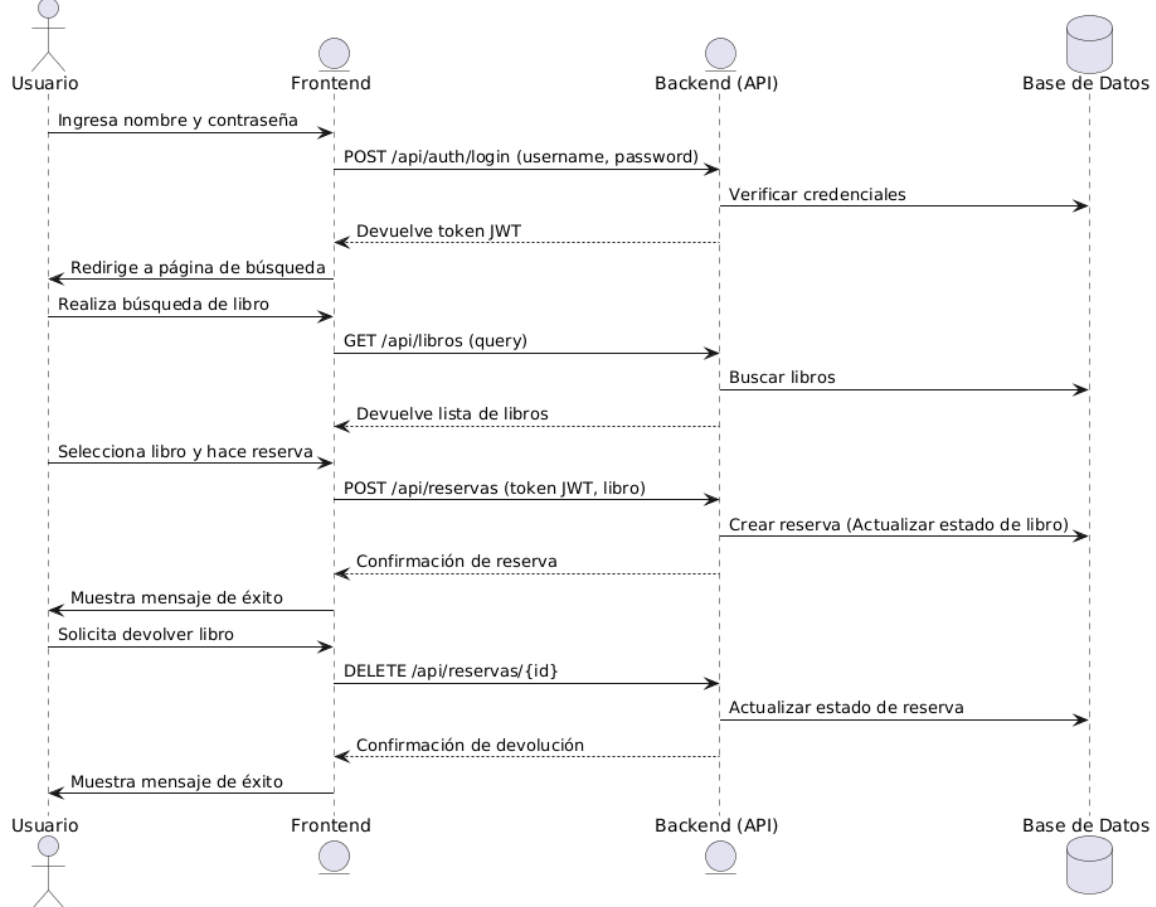 Usuario
Frontend
Backend (API)
Base de Datos
Ingresa nombre y contraseña
POST /api/auth/login (username, password)
Verificar credenciales
Devuelve token JWT
Redirige a página de búsqueda
Realiza búsqueda de libro
GET /api/libros (query)
Buscar libros
Devuelve lista de libros
Selecciona libro y hace reserva
POST /api/reservas (token JWT, libro)
Crear reserva (Actualizar estado de libro)
Confirmación de reserva
Muestra mensaje de éxito
Solicita devolver libro
DELETE /api/reservas/{id}
Actualizar estado de reserva
Confirmación de devolución
Muestra mensaje de éxito
Usuario
Frontend
Backend (API)
Base de Datos